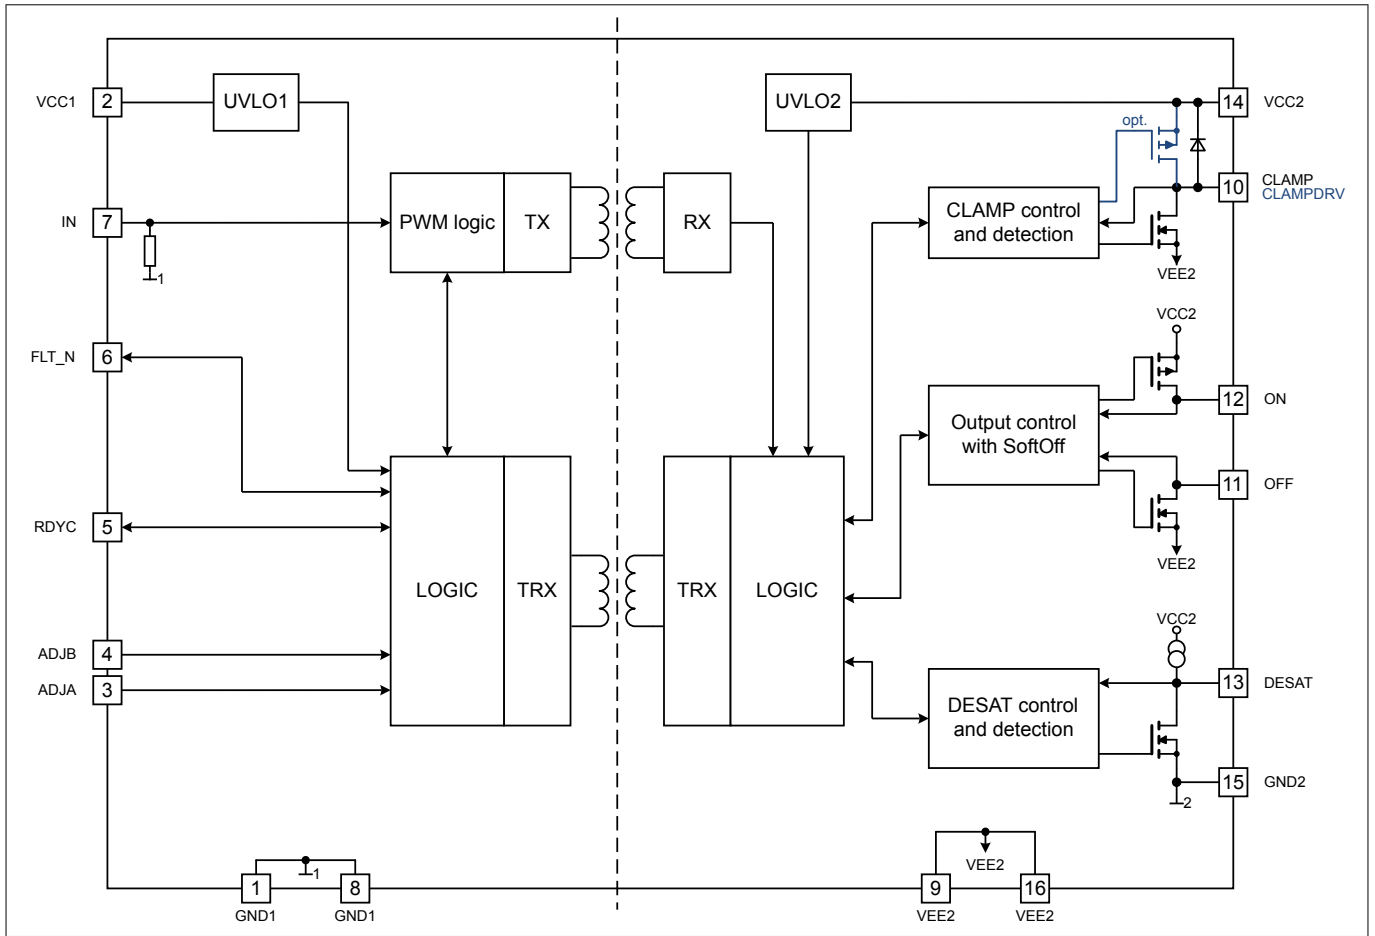 VCC1
2
UVLO1
UVLO2
14
VCC2
opt.
IN
7
1
PWM logic
TX
RX
CLAMP control
and detection
10
CLAMP
CLAMPDRV
VEE2
FLT_N
6
VCC2
Output control
with SoftOff
12
ON
11
OFF
VEE2
RDYC
5
LOGIC
TRX
TRX
LOGIC
ADJB
4
ADJA
3
VCC2
DESAT control
and detection
13
DESAT
15
GND2
2
1
1
8
GND1
GND1
VEE2
9
16
VEE2
VEE2